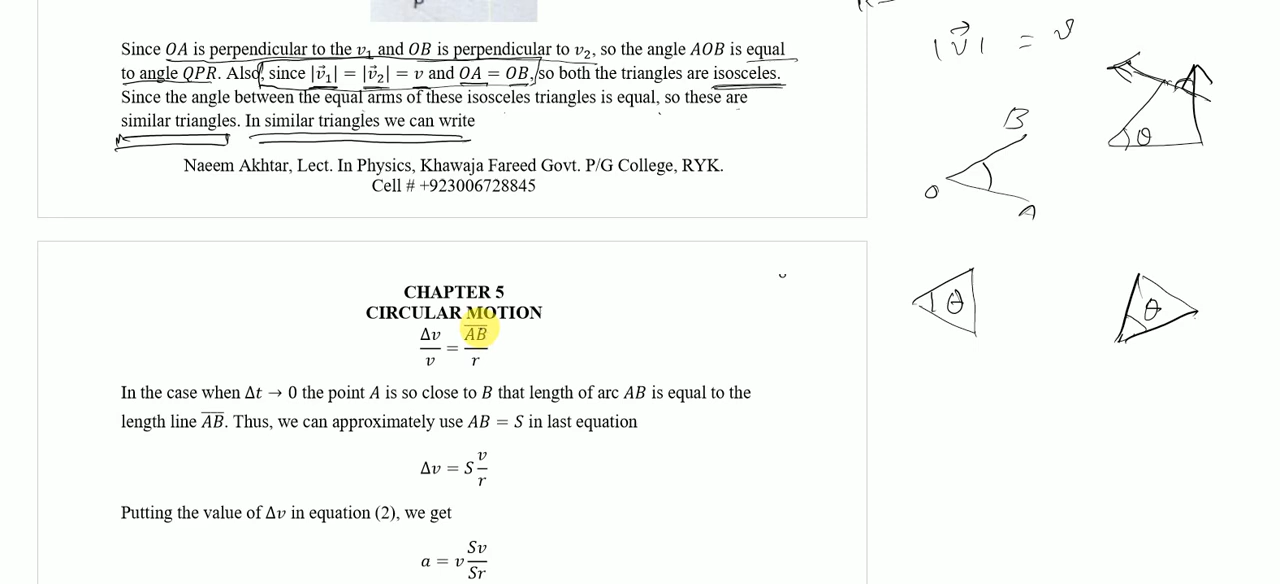 P
Since OA is perpendicular to the v₁ and OB is perpendicular to v₂, so the angle AOB is equal
to angle QPR. Also, since |v⃗₁| = |v⃗₂| = v and OA = OB, so both the triangles are isosceles.
Since the angle between the equal arms of these isosceles triangles is equal, so these are
similar triangles. In similar triangles we can write
Naeem Akhtar, Lect. In Physics, Khawaja Fareed Govt. P/G College, RYK.
Cell # +923006728845
|v⃗| = v
θ
B
O
A
θ
θ
CHAPTER 5
CIRCULAR MOTION
Δv/v = A̅B̅/r
In the case when Δt → 0 the point A is so close to B that length of arc AB is equal to the
length line A̅B̅. Thus, we can approximately use AB = S in last equation
Δv = S v/r
Putting the value of Δv in equation (2), we get
a = v Sv/Sr